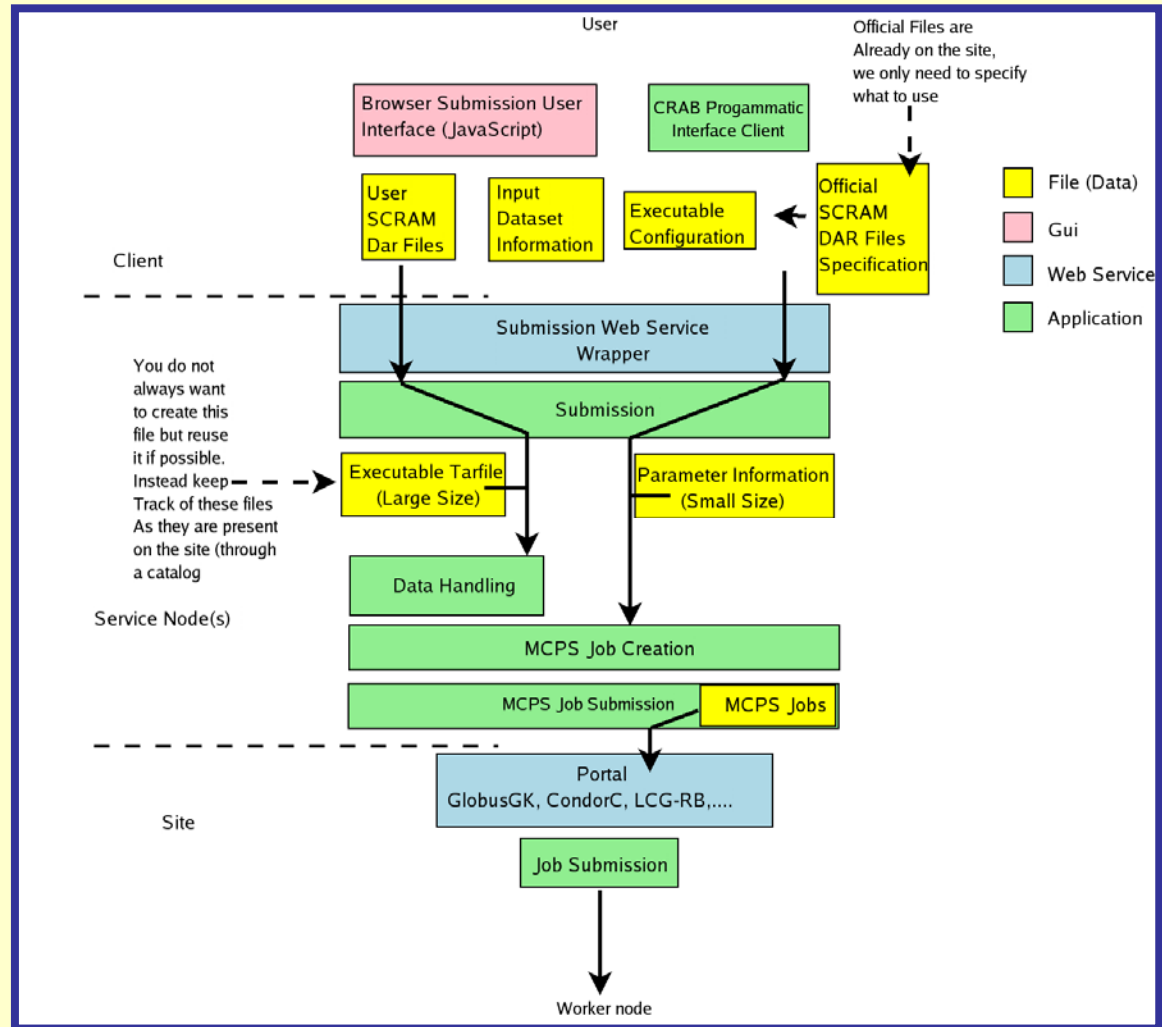 User
Official Files are
Already on the site,
we only need to specify
what to use
Browser Submission User
Interface (JavaScript)
CRAB Progammatic
Interface Client
User
SCRAM
Dar Files
Input
Dataset
Information
Executable
Configuration
Official
SCRAM
DAR Files
Specification
File (Data)
Gui
Web Service
Application
Client
Submission Web Service
Wrapper
Submission
You do not
always want
to create this
file but reuse
it if possible.
Instead keep
Track of these files
As they are present
on the site (through
a catalog
Executable Tarfile
(Large Size)
Parameter Information
(Small Size)
Data Handling
Service Node(s)
MCPS Job Creation
MCPS Job Submission
MCPS Jobs
Portal
GlobusGK, CondorC, LCG-RB,....
Site
Job Submission
Worker node